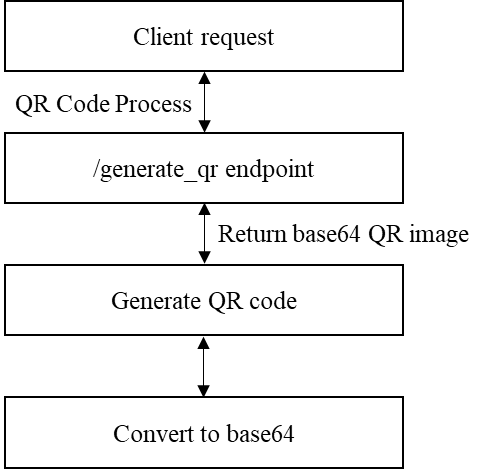 Client request
QR Code Process
/generate_qr endpoint
Return base64 QR image
Generate QR code
Convert to base64